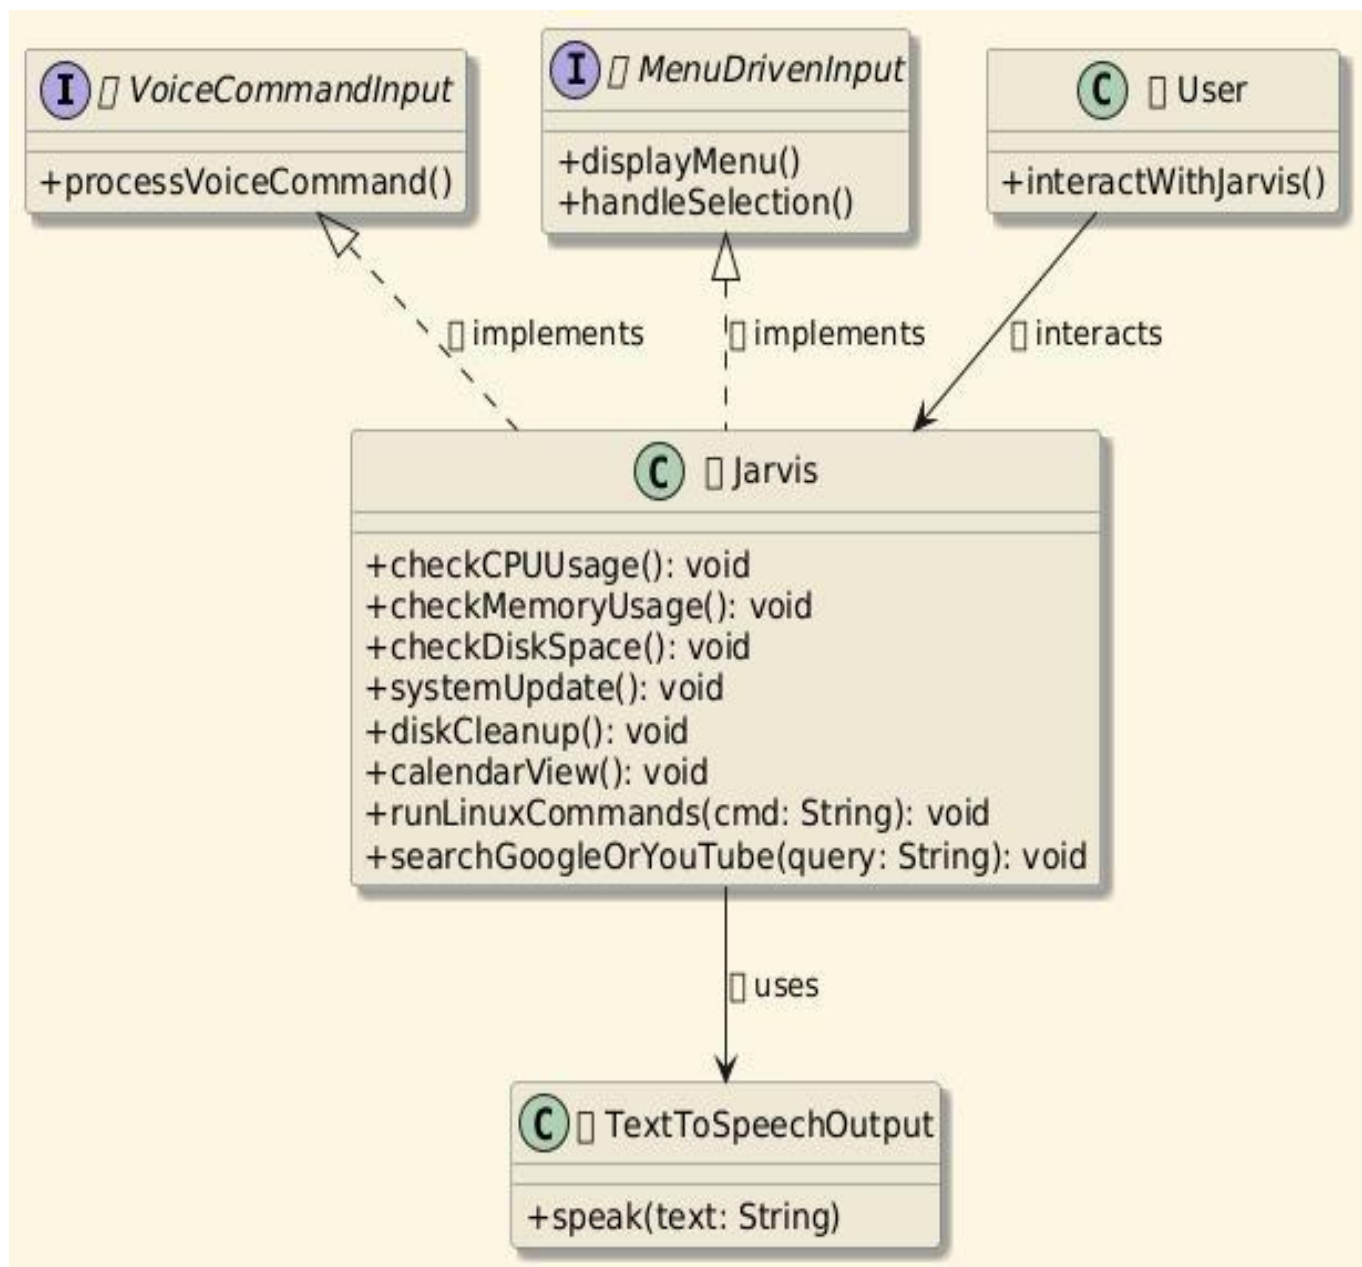 I VoiceCommandInput
+processVoiceCommand()
I MenuDrivenInput
+displayMenu()
+handleSelection()
C User
+interactWithJarvis()
implements
implements
interacts
C Jarvis
+checkCPUUsage(): void
+checkMemoryUsage(): void
+checkDiskSpace(): void
+systemUpdate(): void
+diskCleanup(): void
+calendarView(): void
+runLinuxCommands(cmd: String): void
+searchGoogleOrYouTube(query: String): void
uses
C TextToSpeechOutput
+speak(text: String)